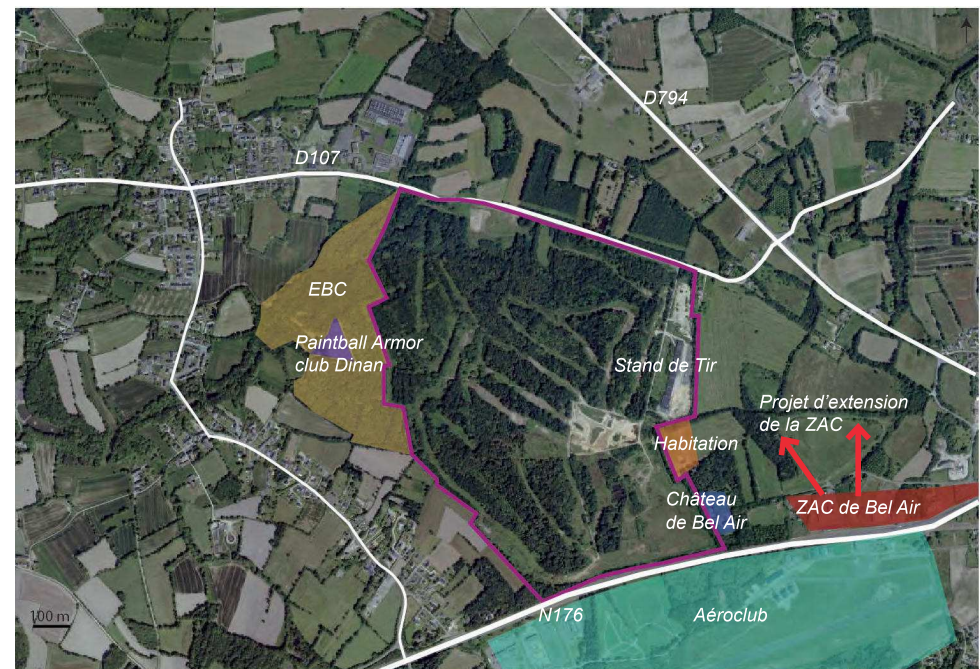 D794
D107
EBC
Paintball Armor
club Dinan
Stand de Tir
Projet d'extension
de la ZAC
Habitation
Château
de Bel Air
ZAC de Bel Air
N176
Aéroclub
100 m